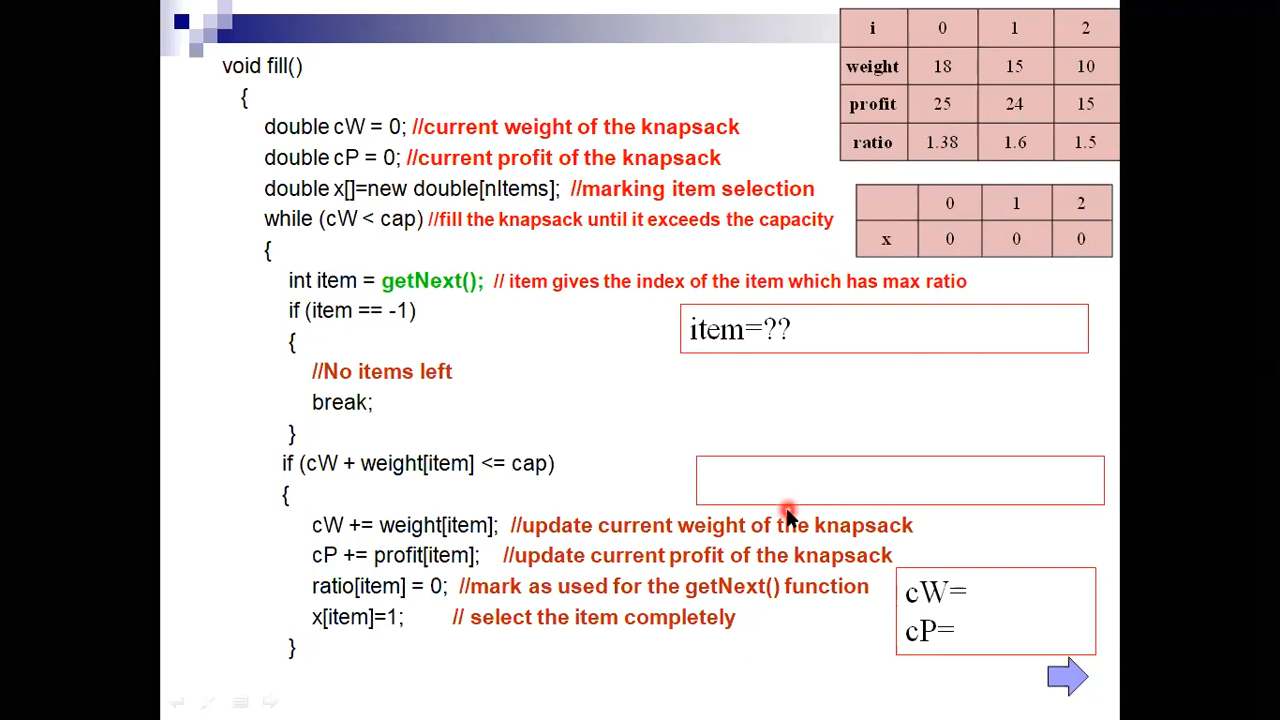 void fill()
{
double cW = 0; //current weight of the knapsack
double cP = 0; //current profit of the knapsack
double x[]=new double[nItems]; //marking item selection
while (cW < cap) //fill the knapsack until it exceeds the capacity
{
int item = getNext(); // item gives the index of the item which has max ratio
if (item == -1)
{
//No items left
break;
}
if (cW + weight[item] <= cap)
{
cW += weight[item]; //update current weight of the knapsack
cP += profit[item]; //update current profit of the knapsack
ratio[item] = 0; //mark as used for the getNext() function
x[item]=1; // select the item completely
}
i 0 1 2
weight 18 15 10
profit 25 24 15
ratio 1.38 1.6 1.5
0 1 2
x 0 0 0
item=??
cW=
cP=